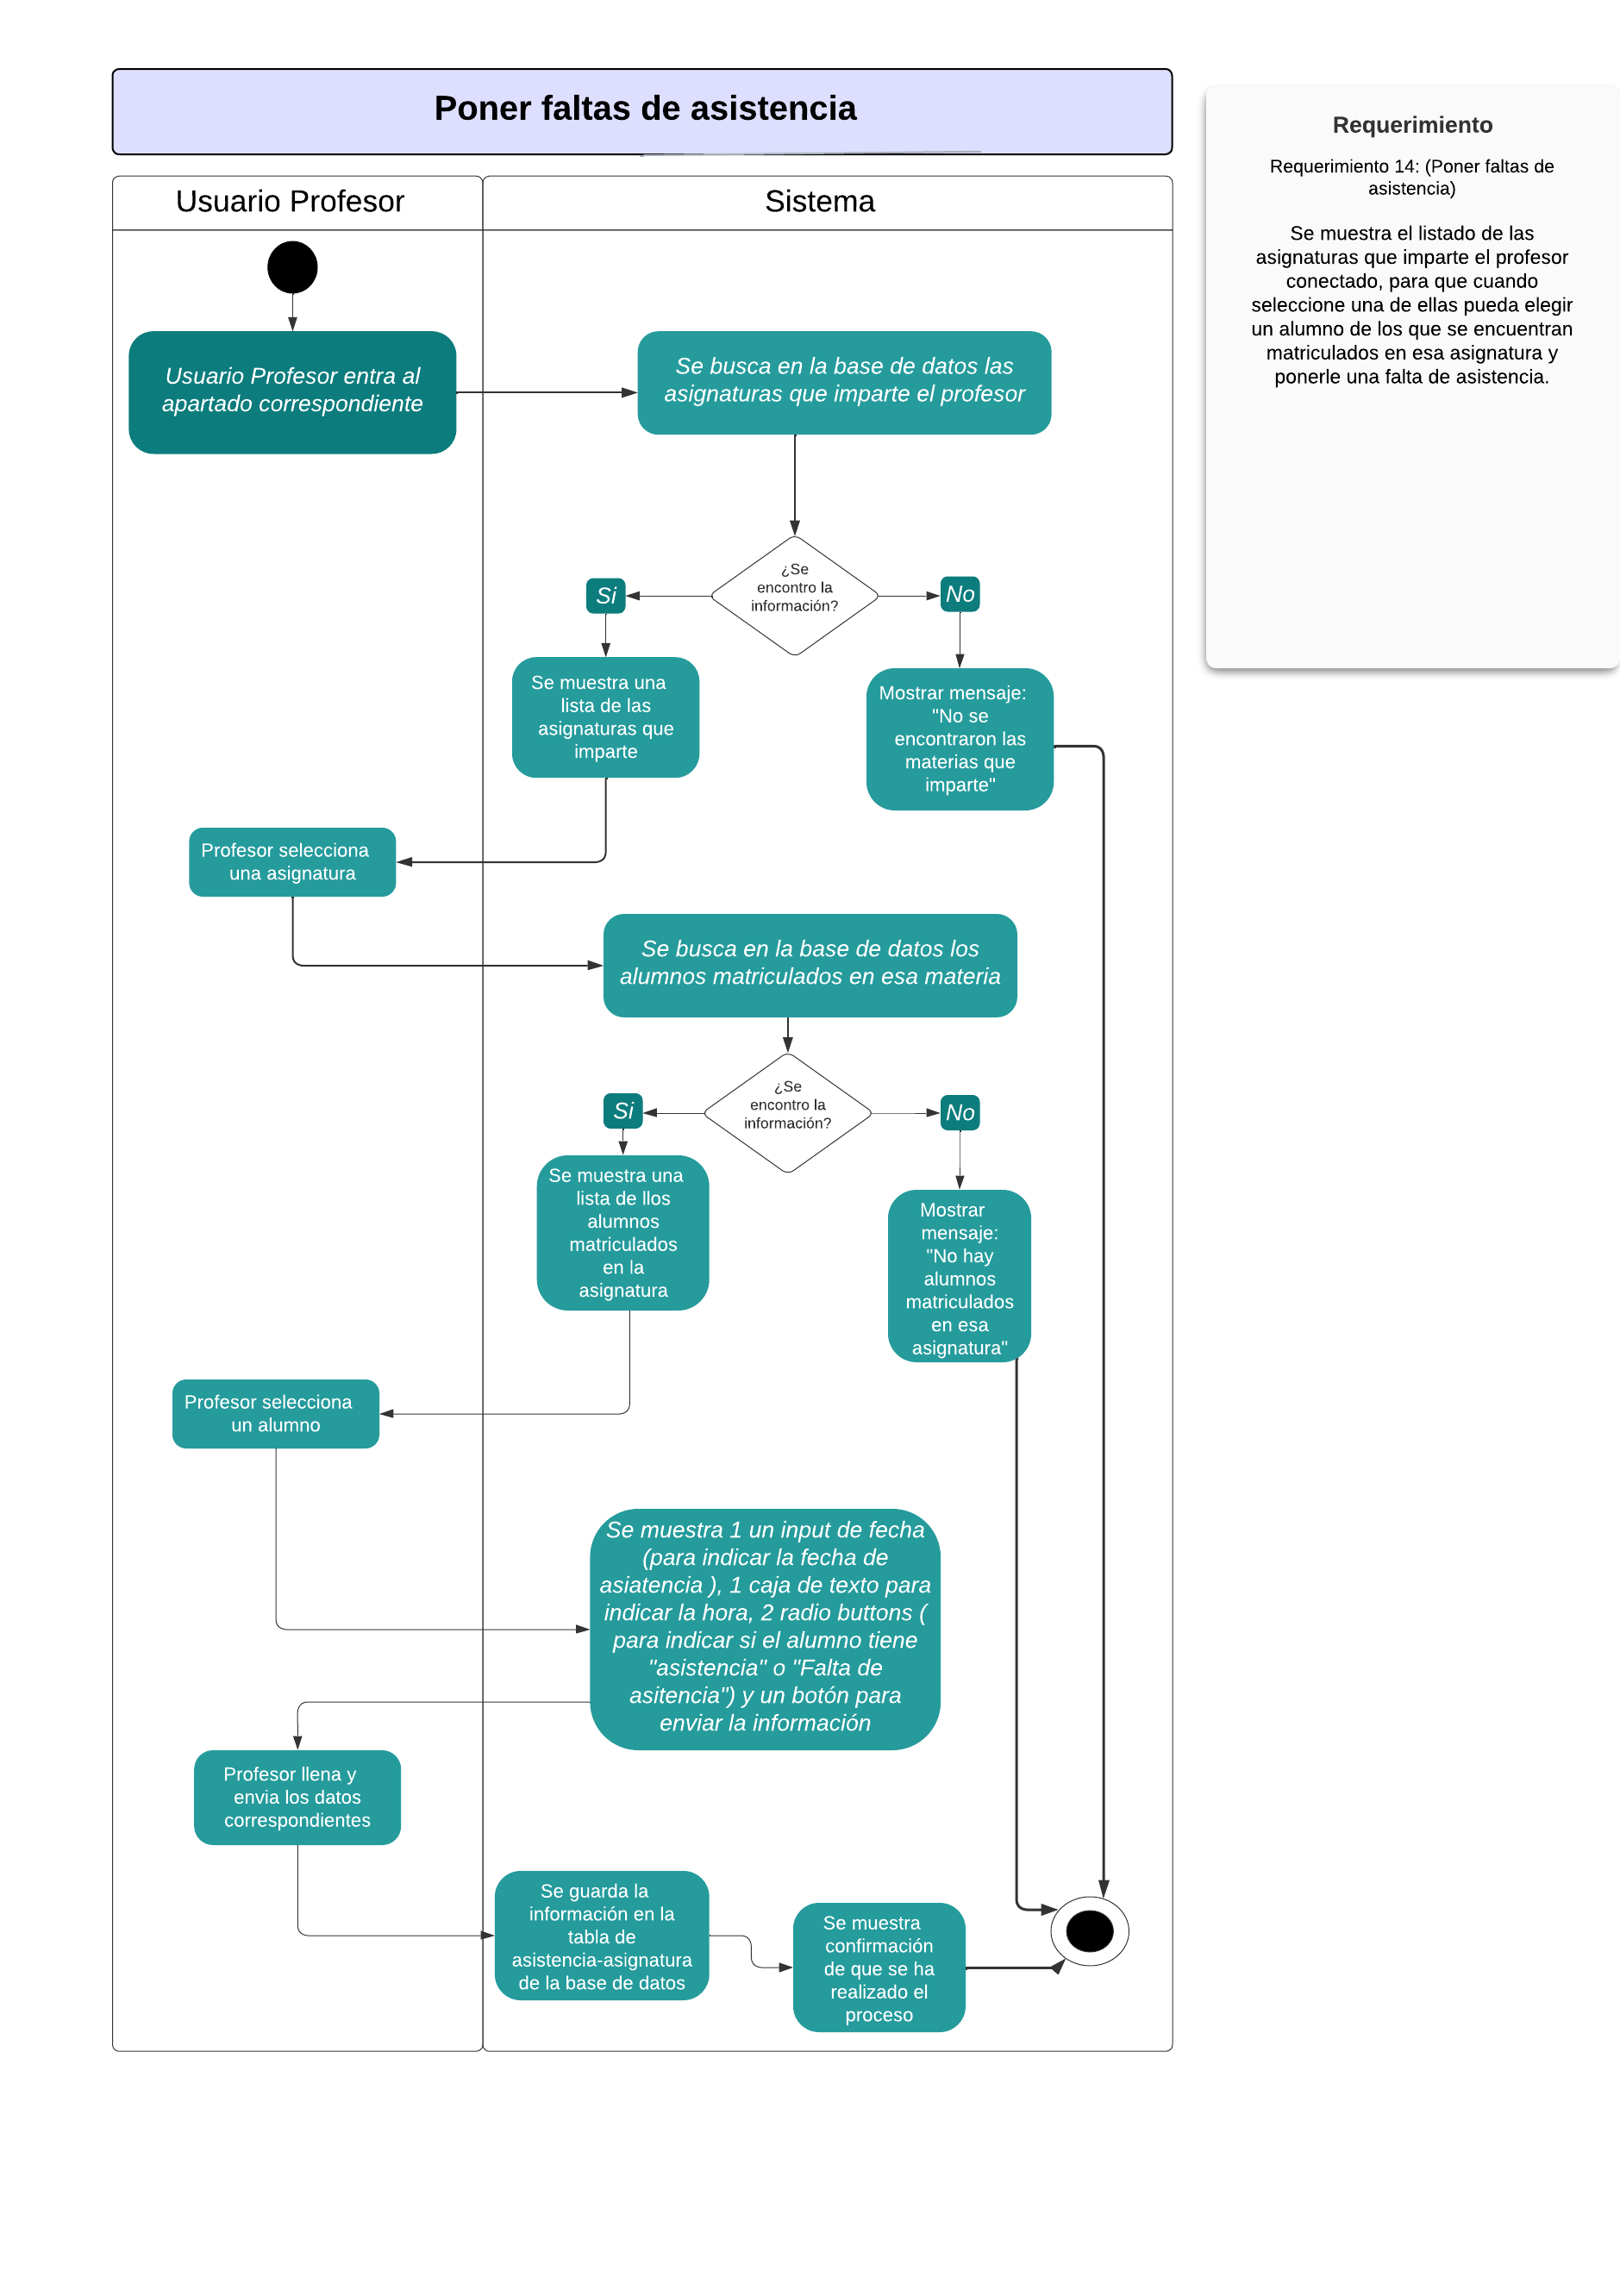 Poner faltas de asistencia
Usuario Profesor
Sistema
Usuario Profesor entra al
apartado correspondiente
Se busca en la base de datos las
asignaturas que imparte el profesor
¿Se
encontro la
información?
Si
No
Se muestra una
lista de las
asignaturas que
imparte
Mostrar mensaje:
"No se
encontraron las
materias que
imparte"
Profesor selecciona
una asignatura
Se busca en la base de datos los
alumnos matriculados en esa materia
¿Se
encontro la
información?
Si
No
Se muestra una
lista de llos
alumnos
matriculados
en la
asignatura
Mostrar
mensaje:
"No hay
alumnos
matriculados
en esa
asignatura"
Profesor selecciona
un alumno
Se muestra 1 un input de fecha
(para indicar la fecha de
asiatencia ), 1 caja de texto para
indicar la hora, 2 radio buttons (
para indicar si el alumno tiene
"asistencia" o "Falta de
asitencia") y un botón para
enviar la información
Profesor llena y
envia los datos
correspondientes
Se guarda la
información en la
tabla de
asistencia-asignatura
de la base de datos
Se muestra
confirmación
de que se ha
realizado el
proceso
Requerimiento
Requerimiento 14: (Poner faltas de
asistencia)
Se muestra el listado de las
asignaturas que imparte el profesor
conectado, para que cuando
seleccione una de ellas pueda elegir
un alumno de los que se encuentran
matriculados en esa asignatura y
ponerle una falta de asistencia.